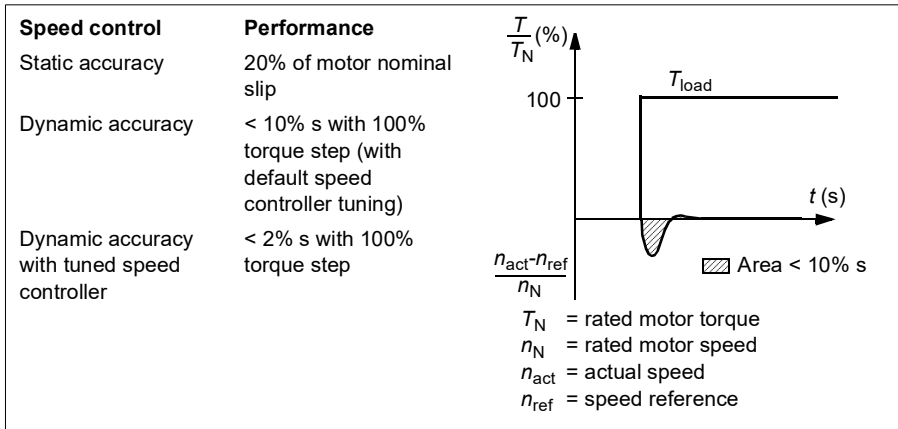 Speed control Performance
Static accuracy 20% of motor nominal
slip
Dynamic accuracy < 10% s with 100%
torque step (with
default speed
controller tuning)
Dynamic accuracy < 2% s with 100%
with tuned speed torque step
controller
T
T_N (%)
T_load
100
t (s)
n_act-n_ref
n_N
Area < 10% s
T_N = rated motor torque
n_N = rated motor speed
n_act = actual speed
n_ref = speed reference